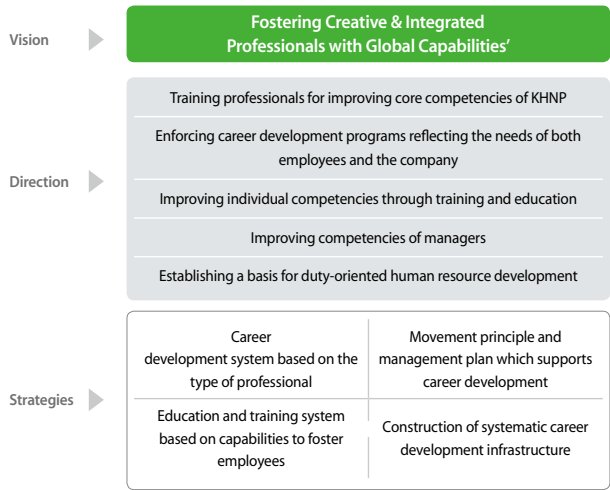 Vision
Fostering Creative & Integrated
Professionals with Global Capabilities’
Direction
Training professionals for improving core competencies of KHNP
Enforcing career development programs reflecting the needs of both
employees and the company
Improving individual competencies through training and education
Improving competencies of managers
Establishing a basis for duty-oriented human resource development
Strategies
Career
development system based on the
type of professional
Movement principle and
management plan which supports
career development
Education and training system
based on capabilities to foster
employees
Construction of systematic career
development infrastructure